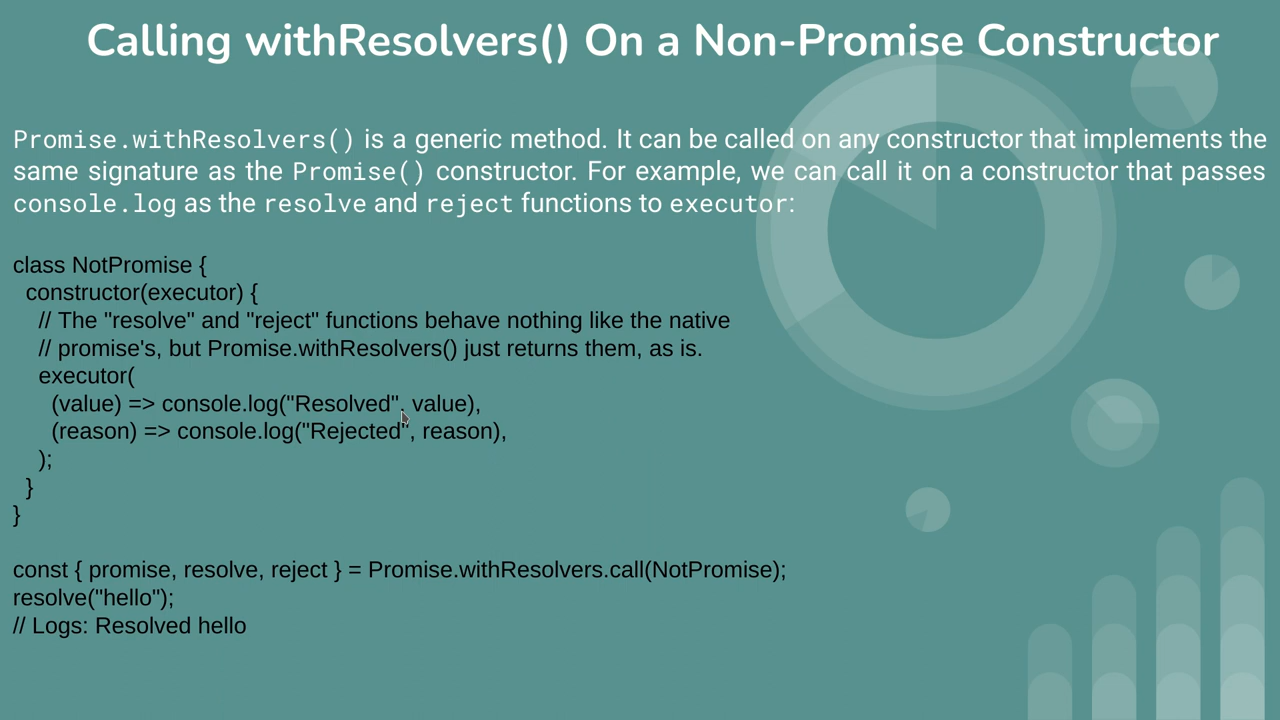 Calling withResolvers() On a Non-Promise Constructor
Promise.withResolvers() is a generic method. It can be called on any constructor that implements the
same signature as the Promise() constructor. For example, we can call it on a constructor that passes
console.log as the resolve and reject functions to executor:
class NotPromise {
  constructor(executor) {
    // The "resolve" and "reject" functions behave nothing like the native
    // promise's, but Promise.withResolvers() just returns them, as is.
    executor(
      (value) => console.log("Resolved", value),
      (reason) => console.log("Rejected", reason),
    );
  }
}
const { promise, resolve, reject } = Promise.withResolvers.call(NotPromise);
resolve("hello");
// Logs: Resolved hello